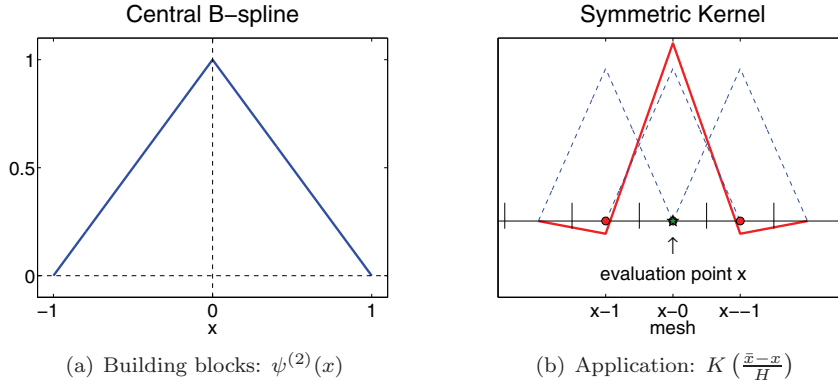 Central B-spline
1
0.5
0
−1
0
1
x
(a) Building blocks: ψ^(2)(x)
Symmetric Kernel
↑
evaluation point x
x-1
x-0
x--1
mesh
(b) Application: K((x̄−x)/H)